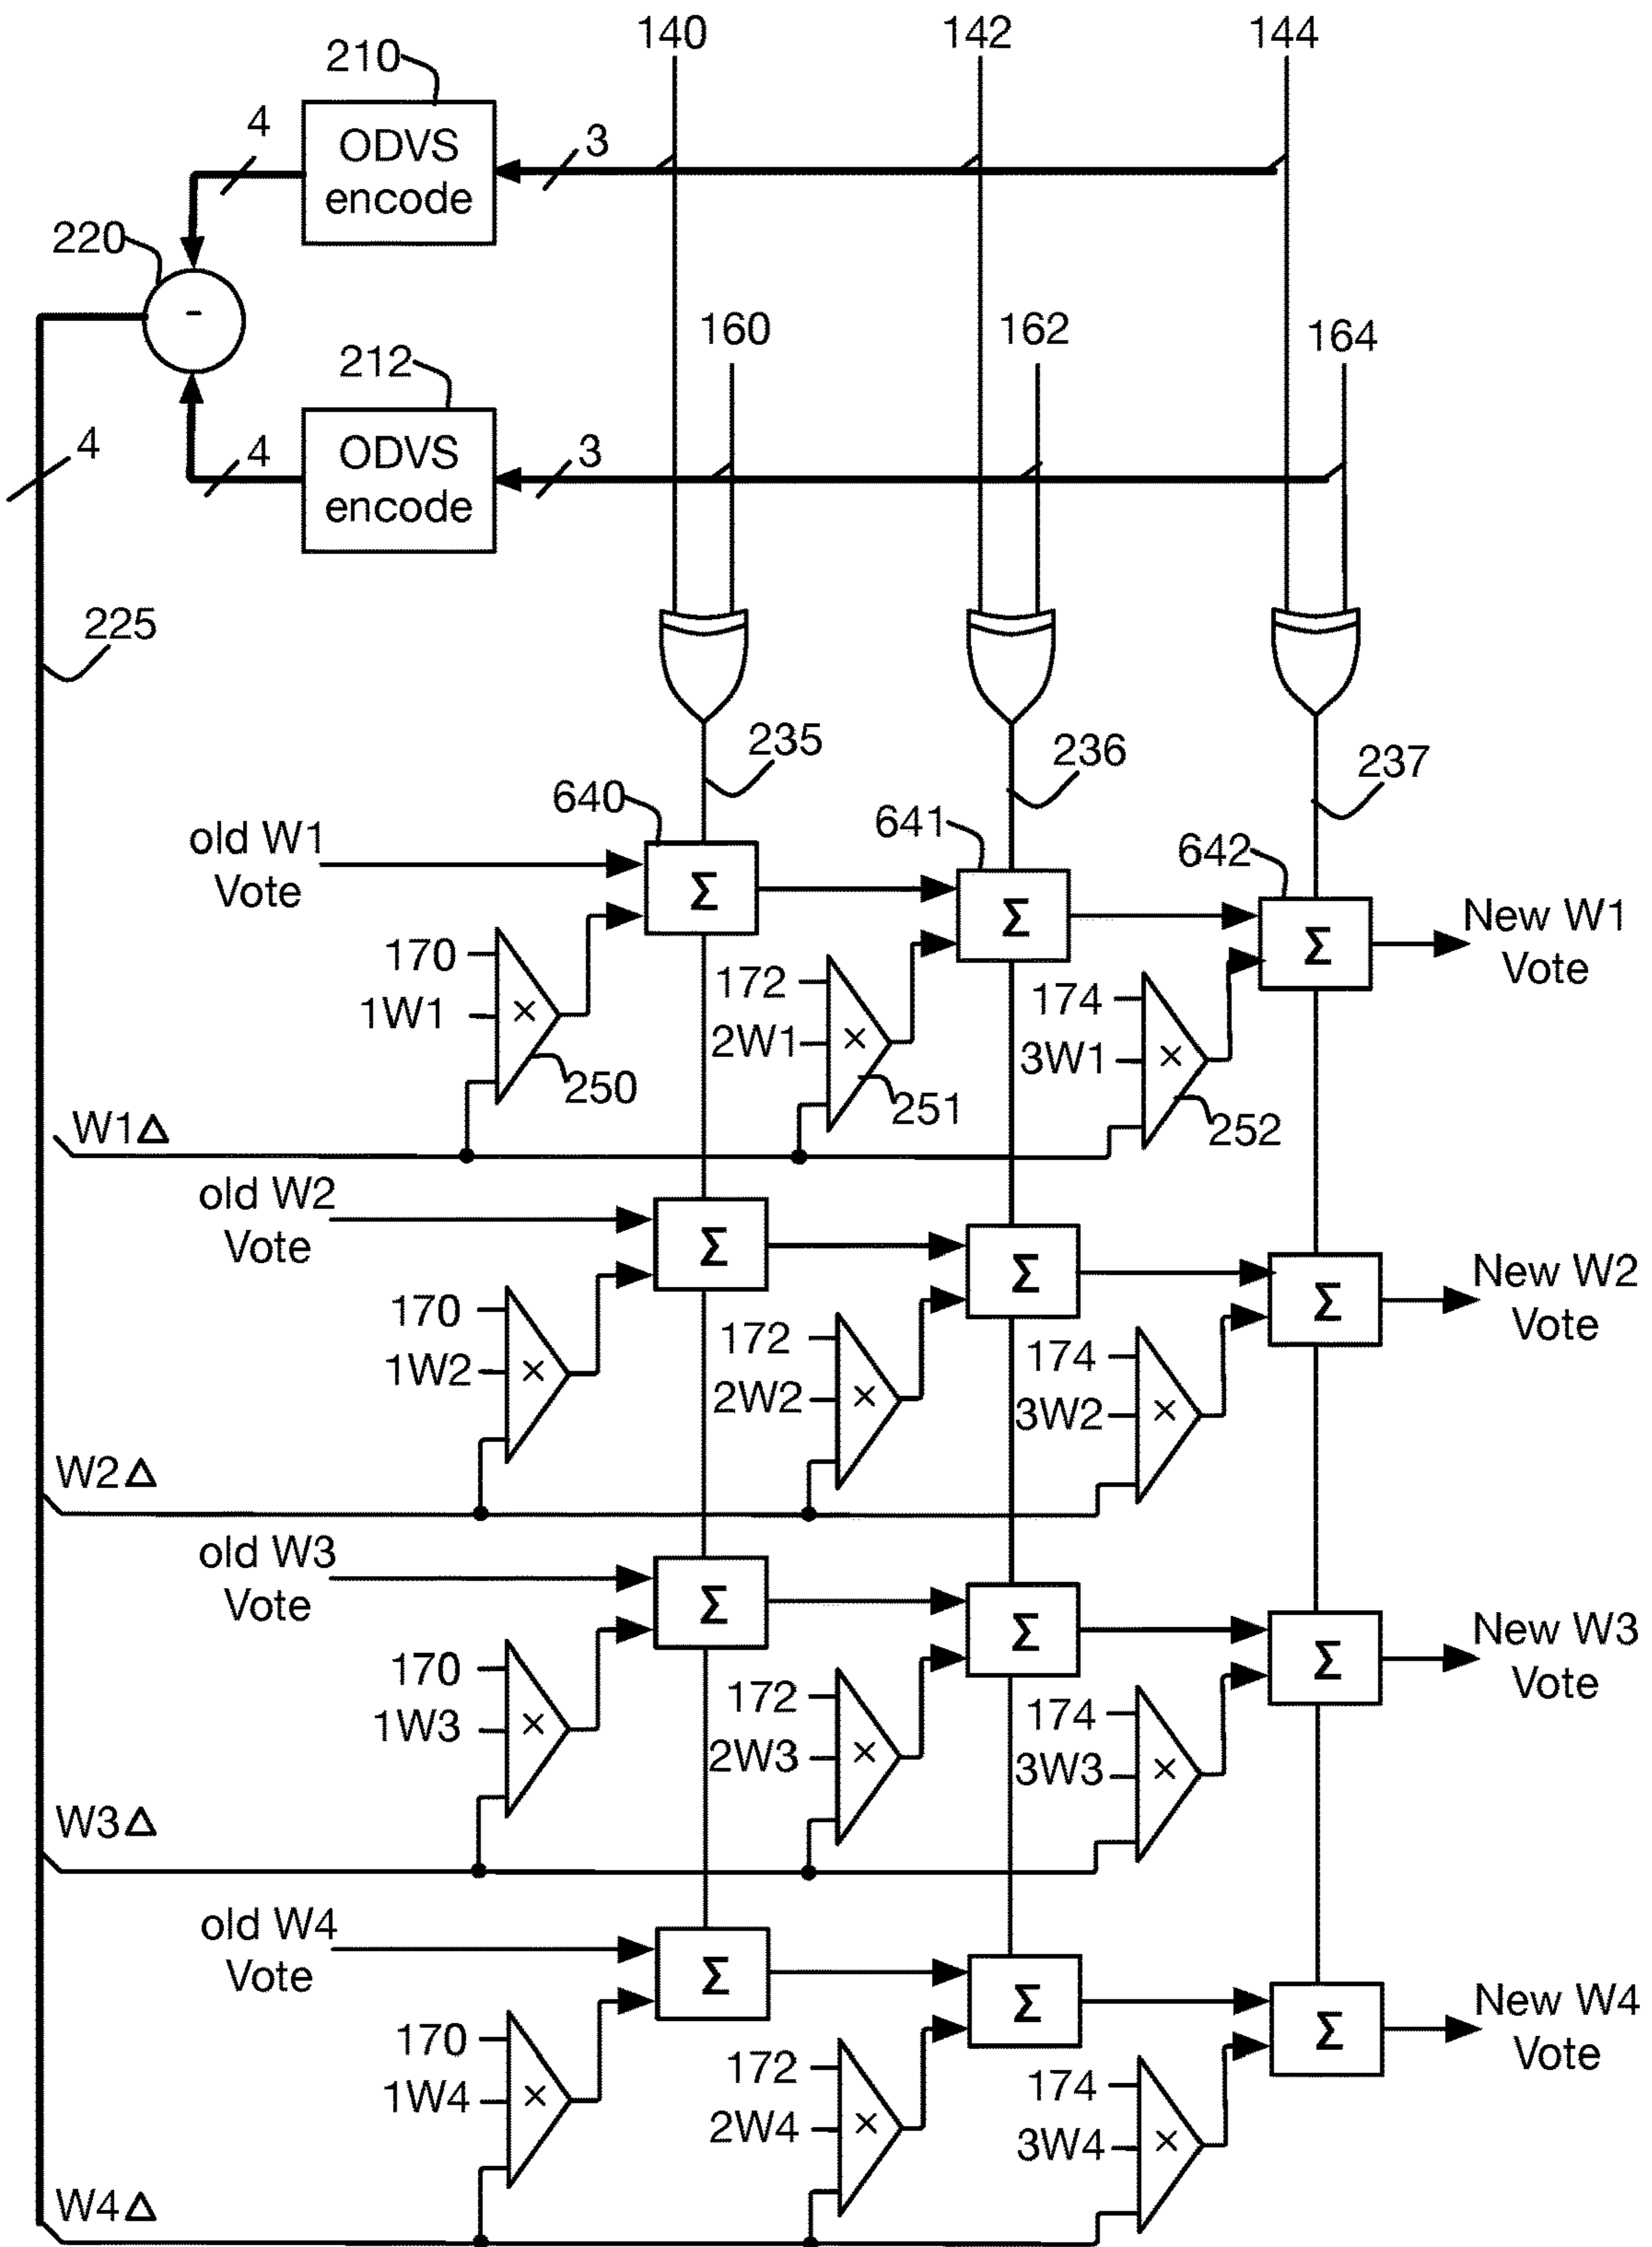 140
142
144
210
4
ODVS
encode
3
220
-
160
162
164
212
4
4
ODVS
encode
3
225
235
236
237
640
641
642
old W1
Vote
Σ
Σ
Σ
New W1
Vote
170
1W1
×
250
172
2W1
×
251
174
3W1
×
252
W1Δ
old W2
Vote
Σ
Σ
Σ
New W2
Vote
170
1W2
×
172
2W2
×
174
3W2
×
W2Δ
old W3
Vote
Σ
Σ
Σ
New W3
Vote
170
1W3
×
172
2W3
×
174
3W3
×
W3Δ
old W4
Vote
Σ
Σ
Σ
New W4
Vote
170
1W4
×
172
2W4
×
174
3W4
×
W4Δ